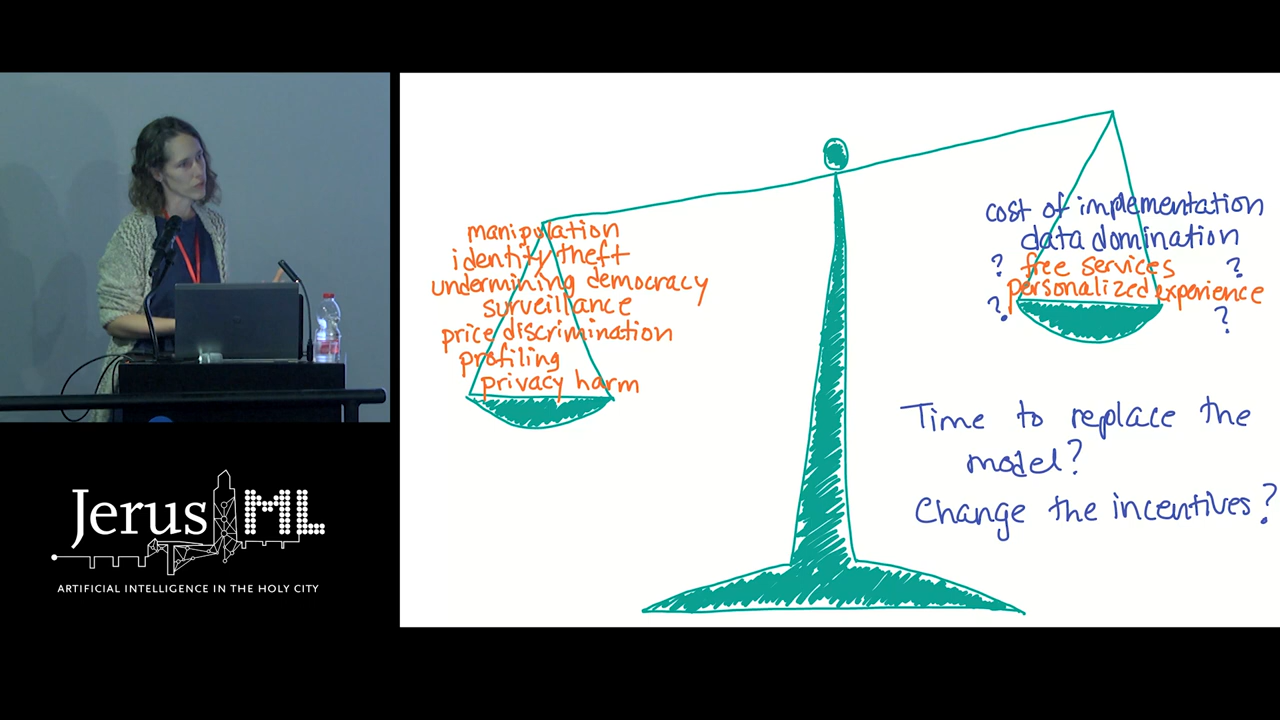 manipulation
identity theft
undermining democracy
surveillance
price discrimination
profiling
privacy harm
cost of implementation
data domination
? free services ?
personalized experience
? ?
Time to replace the
model?
Change the incentives?
JerusML
ARTIFICIAL INTELLIGENCE IN THE HOLY CITY